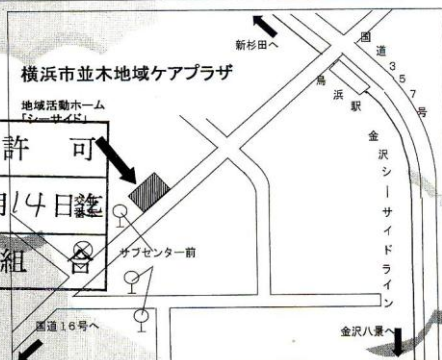 新杉田へ
国道357号
横浜市並木地域ケアプラザ
鳥浜駅
地域活動ホーム
「シーサイド」
許可
月14日迄
組合
金沢シーサイドライン
サブセンター前
国道16号へ
金沢八景へ